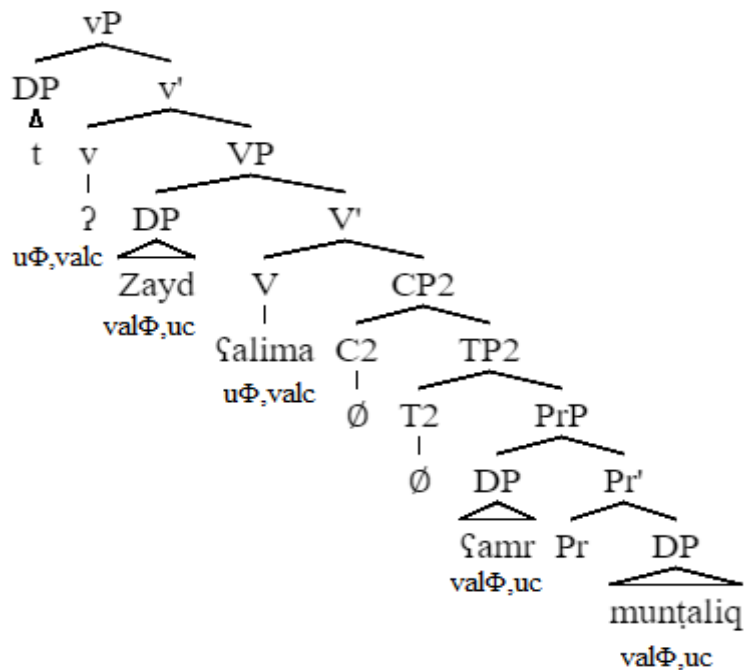 vP
DP v'
t v VP
ʔ DP V'
uΦ,valc Zayd V CP2
valΦ,uc ʕalima C2 TP2
uΦ,valc Ø T2 PrP
Ø DP Pr'
ʕamr Pr DP
valΦ,uc munṭaliq
valΦ,uc